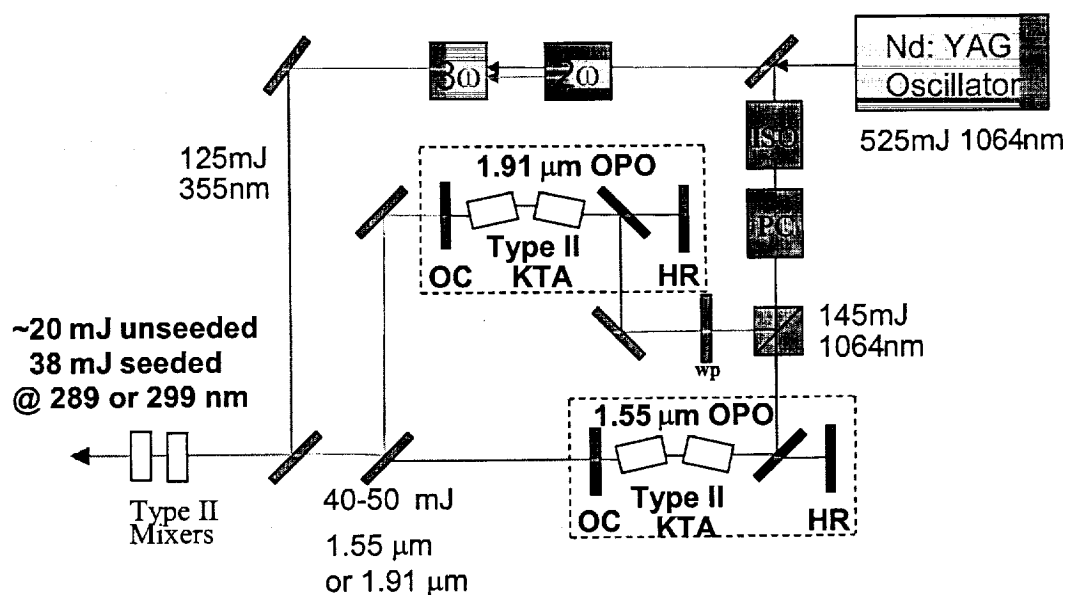 Nd: YAG
Oscillator
3ω
2ω
525mJ 1064nm
ISO
125mJ
355nm
1.91 μm OPO
PC
Type II
OC KTA HR
145mJ
1064nm
wp
~20 mJ unseeded
38 mJ seeded
@ 289 or 299 nm
1.55 μm OPO
Type II
Mixers
40-50 mJ
1.55 μm
or 1.91 μm
Type II
OC KTA HR